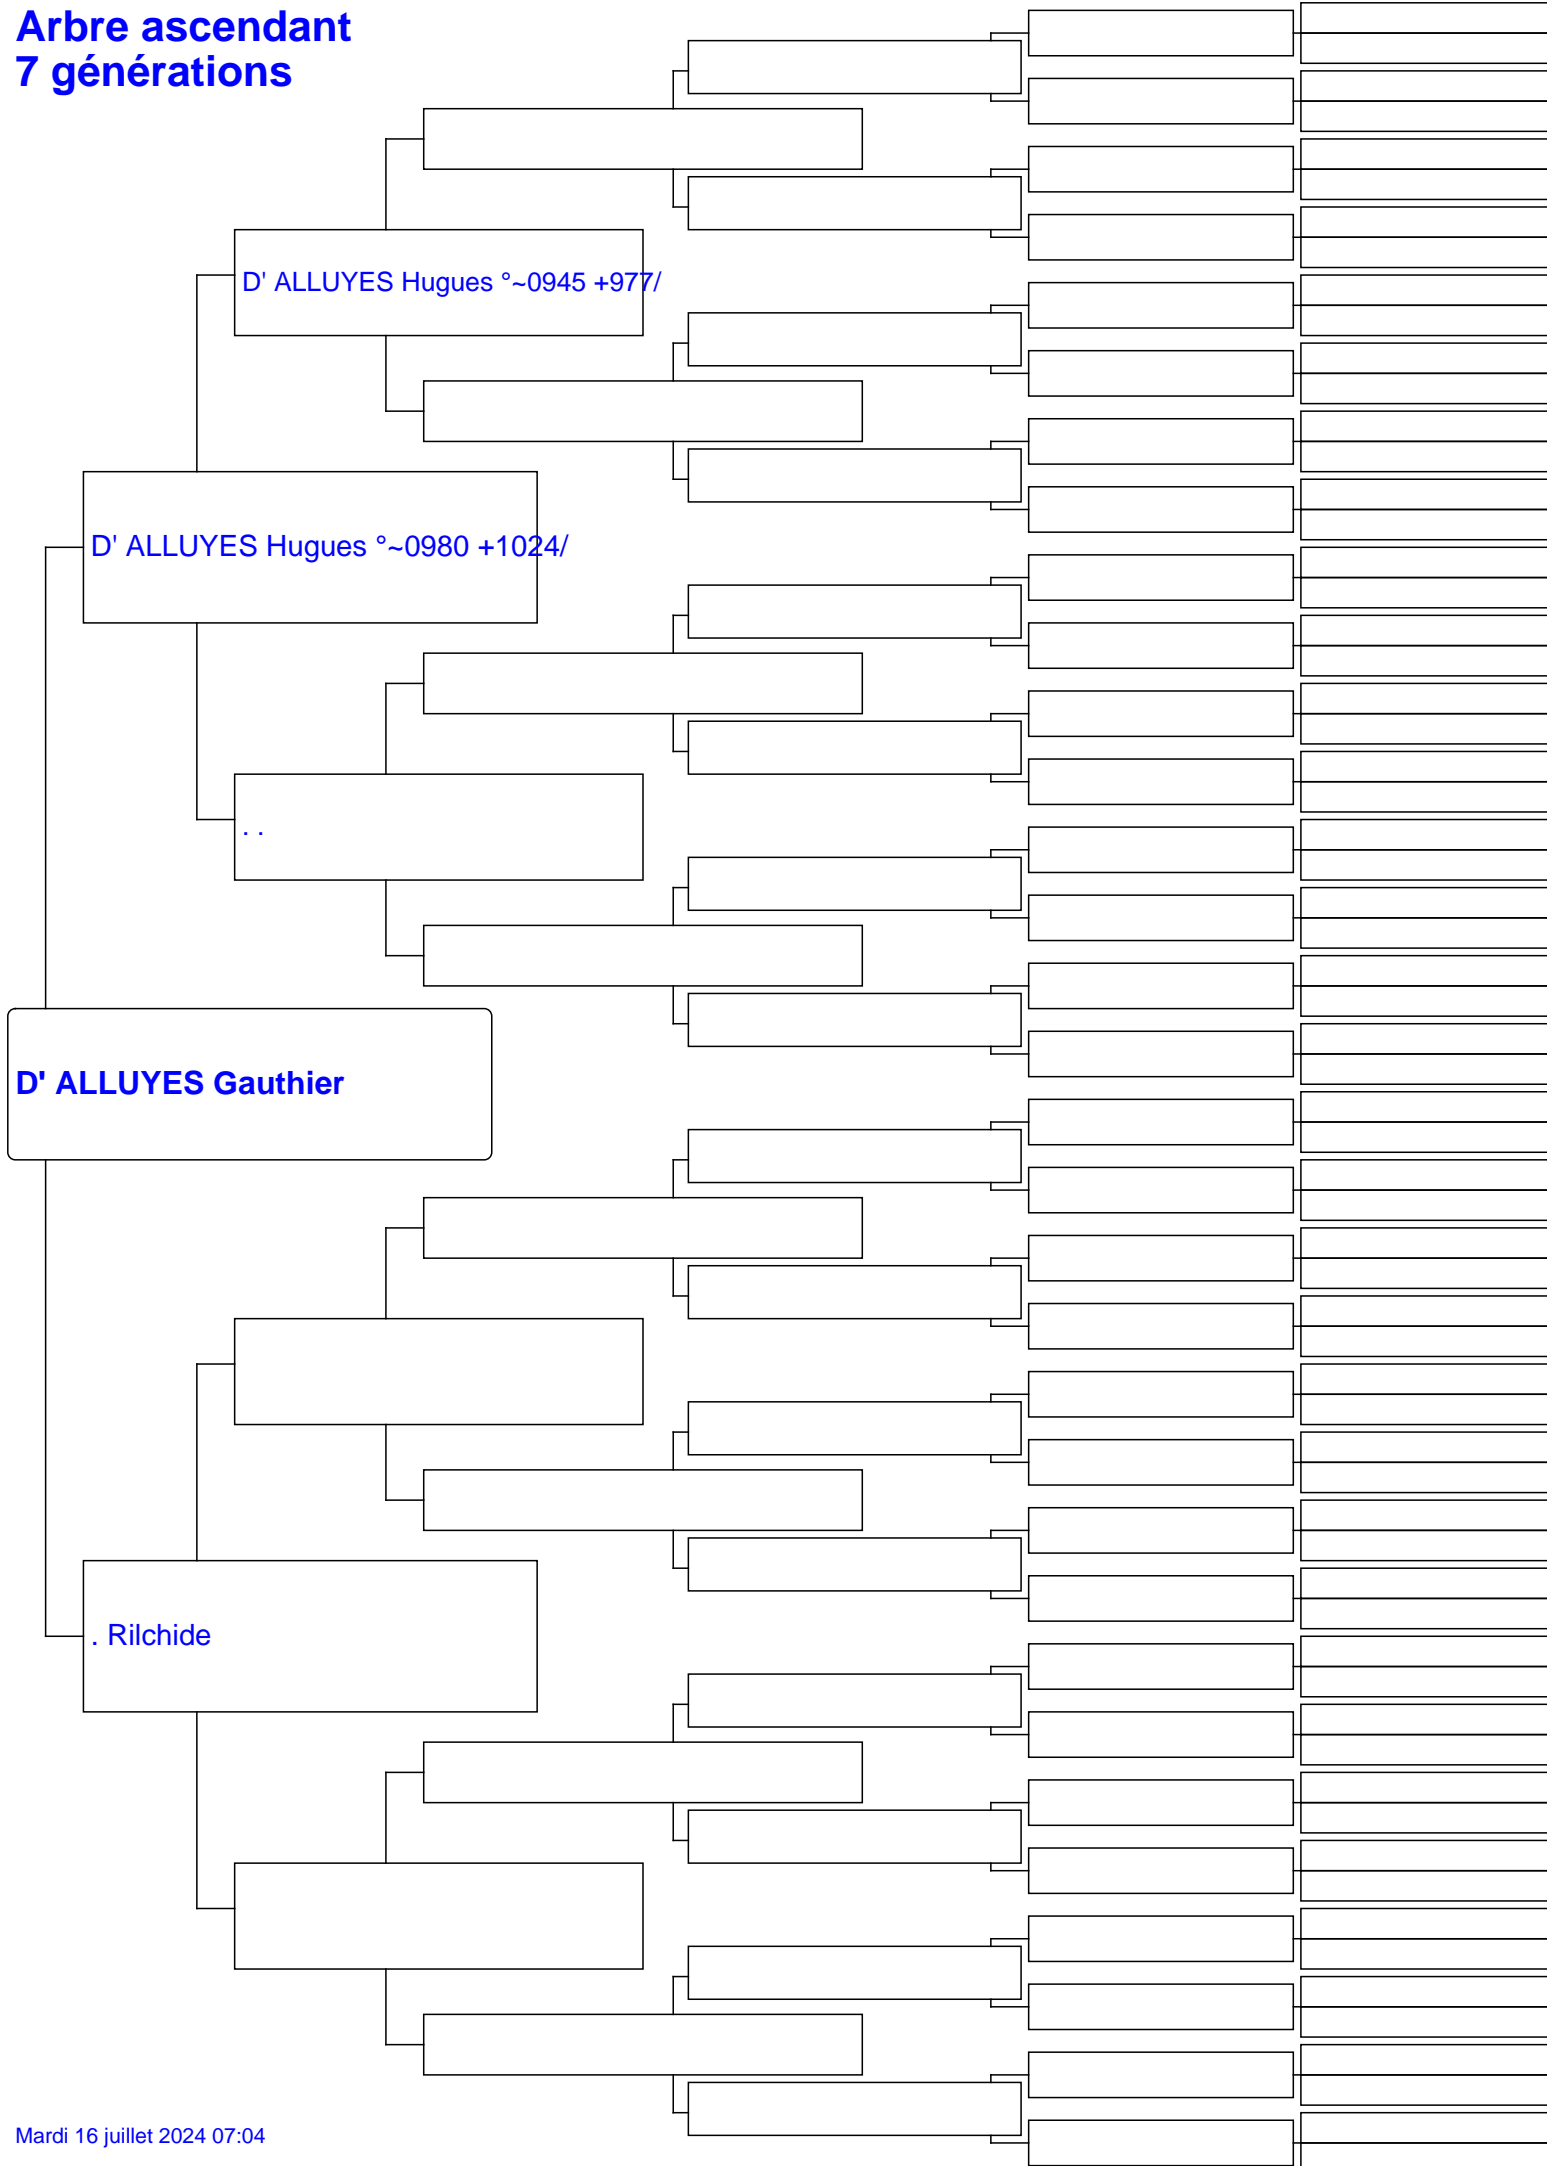 Arbre ascendant
7 générations
D' ALLUYES Hugues °~0945 +977/
D' ALLUYES Hugues °~0980 +1024/
. .
D' ALLUYES Gauthier
. Rilchide
Mardi 16 juillet 2024 07:04